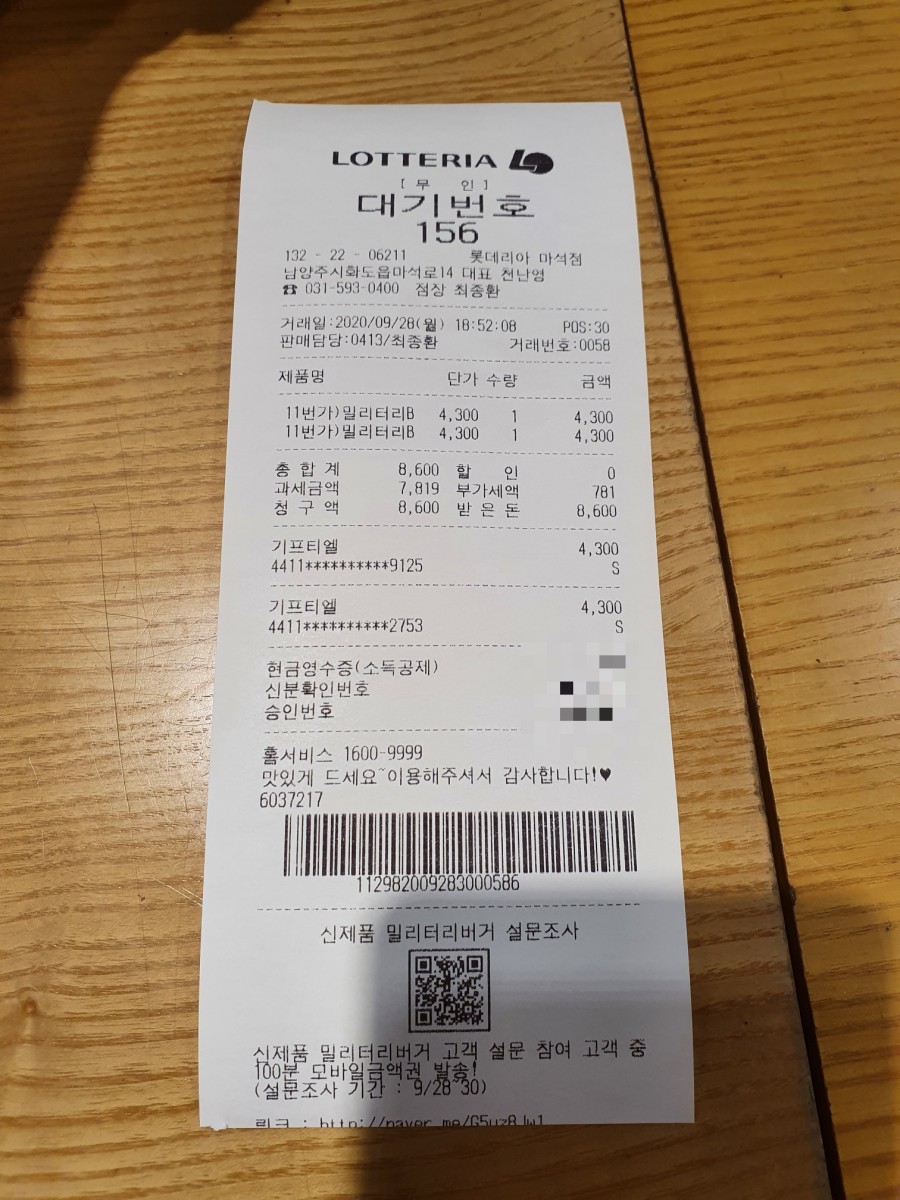 LOTTERIA
[ 무 인 ]
대기번호
156
132 - 22 - 06211 롯데리아 마석점
남양주시화도읍마석로14 대표 천난영
☎ 031-593-0400 점장 최종환
거래일:2020/09/28(월) 18:52:08 POS:30
판매담당:0413/최종환 거래번호:0058
제품명 단가 수량 금액
11번가)밀리터리B 4,300 1 4,300
11번가)밀리터리B 4,300 1 4,300
총 합 계 8,600 할 인 0
과세금액 7,819 부가세액 781
청 구 액 8,600 받 은 돈 8,600
기프티엘 4,300
4411**********9125 S
기프티엘 4,300
4411**********2753 S
현금영수증(소득공제)
신분확인번호
승인번호
홈서비스 1600-9999
맛있게 드세요~이용해주셔서 감사합니다!♥
6037217
112982009283000586
신제품 밀리터리버거 설문조사
신제품 밀리터리버거 고객 설문 참여 고객 중
100분 모바일금액권 발송!
(설문조사 기간 : 9/28~30)
링크 : http://naver.me/